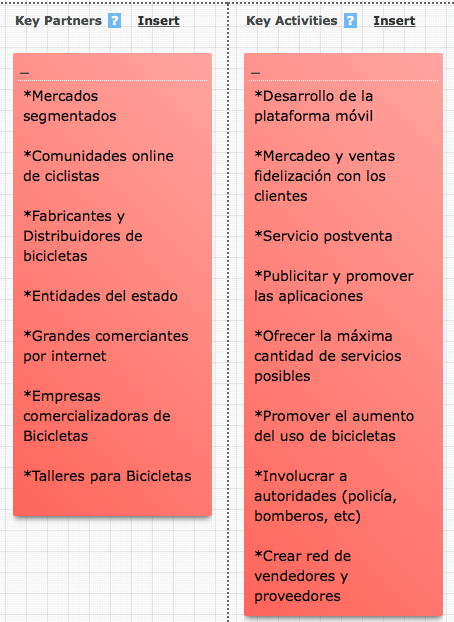 Key Partners ? Insert
_
*Mercados
segmentados
*Comunidades online
de ciclistas
*Fabricantes y
Distribuidores de
bicicletas
*Entidades del estado
*Grandes comerciantes
por internet
*Empresas
comercializadoras de
Bicicletas
*Talleres para Bicicletas
Key Activities ? Insert
_
*Desarrollo de la
plataforma móvil
*Mercadeo y ventas
fidelización con los
clientes
*Servicio postventa
*Publicitar y promover
las aplicaciones
*Ofrecer la máxima
cantidad de servicios
posibles
*Promover el aumento
del uso de bicicletas
*Involucrar a
autoridades (policía,
bomberos, etc)
*Crear red de
vendedores y
proveedores